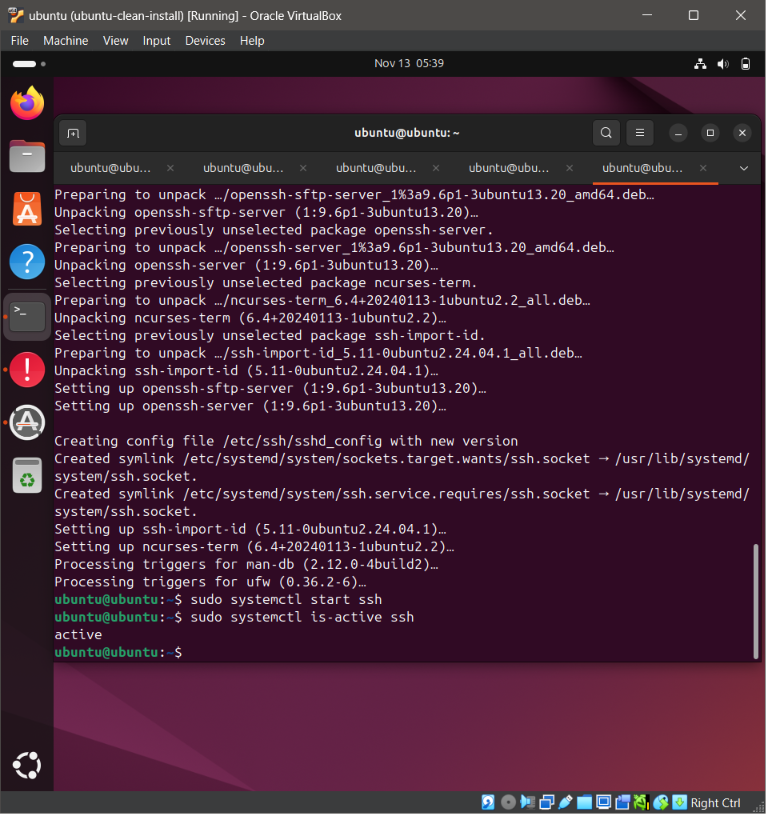 ubuntu (ubuntu-clean-install) [Running] - Oracle VirtualBox
File Machine View Input Devices Help
Nov 13 05:39
ubuntu@ubuntu: ~
ubuntu@ubu... ubuntu@ubu... ubuntu@ubu... ubuntu@ubu... ubuntu@ubu...
Preparing to unpack …/openssh-sftp-server_1%3a9.6p1-3ubuntu13.20_amd64.deb…
Unpacking openssh-sftp-server (1:9.6p1-3ubuntu13.20)…
Selecting previously unselected package openssh-server.
Preparing to unpack …/openssh-server_1%3a9.6p1-3ubuntu13.20_amd64.deb…
Unpacking openssh-server (1:9.6p1-3ubuntu13.20)…
Selecting previously unselected package ncurses-term.
Preparing to unpack …/ncurses-term_6.4+20240113-1ubuntu2.2_all.deb…
Unpacking ncurses-term (6.4+20240113-1ubuntu2.2)…
Selecting previously unselected package ssh-import-id.
Preparing to unpack …/ssh-import-id_5.11-0ubuntu2.24.04.1_all.deb…
Unpacking ssh-import-id (5.11-0ubuntu2.24.04.1)…
Setting up openssh-sftp-server (1:9.6p1-3ubuntu13.20)…
Setting up openssh-server (1:9.6p1-3ubuntu13.20)…
Creating config file /etc/ssh/sshd_config with new version
Created symlink /etc/systemd/system/sockets.target.wants/ssh.socket → /usr/lib/systemd/
system/ssh.socket.
Created symlink /etc/systemd/system/ssh.service.requires/ssh.socket → /usr/lib/systemd/
system/ssh.socket.
Setting up ssh-import-id (5.11-0ubuntu2.24.04.1)…
Setting up ncurses-term (6.4+20240113-1ubuntu2.2)…
Processing triggers for man-db (2.12.0-4build2)…
Processing triggers for ufw (0.36.2-6)…
ubuntu@ubuntu:~$ sudo systemctl start ssh
ubuntu@ubuntu:~$ sudo systemctl is-active ssh
active
ubuntu@ubuntu:~$
Right Ctrl